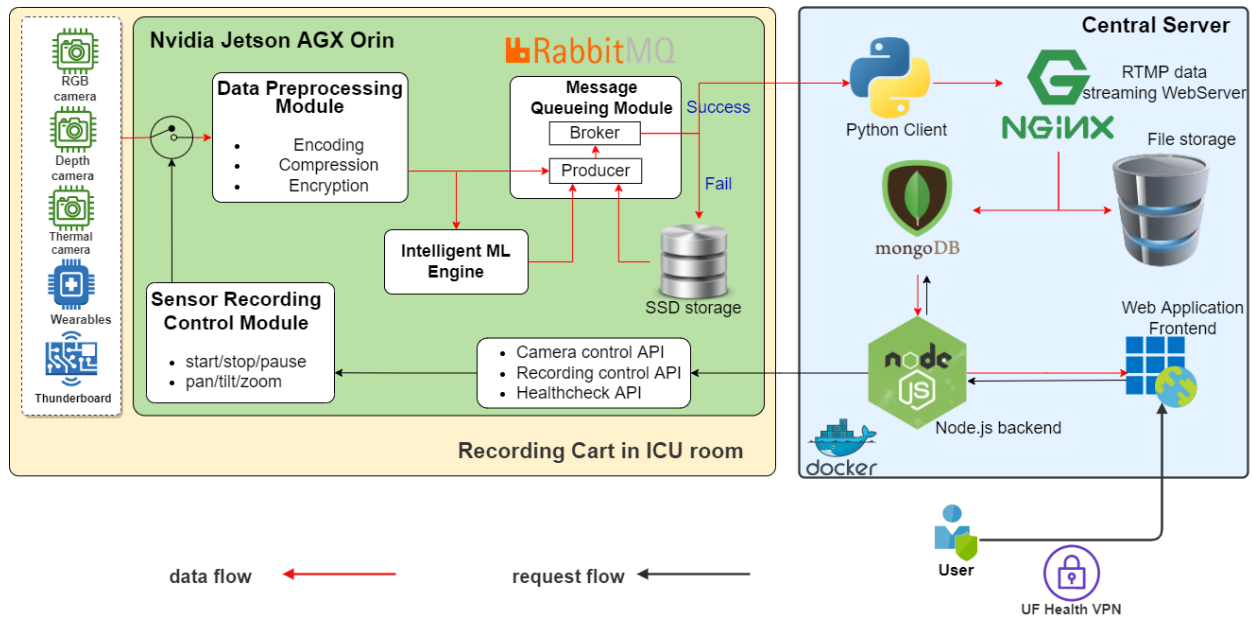 RGB
camera
Depth
camera
Thermal
camera
Wearables
Thunderboard
Nvidia Jetson AGX Orin
RabbitMQ
Data Preprocessing
Module
• Encoding
• Compression
• Encryption
Message
Queueing Module
Broker
Producer
Success
Fail
Intelligent ML
Engine
SSD storage
Sensor Recording
Control Module
• start/stop/pause
• pan/tilt/zoom
• Camera control API
• Recording control API
• Healthcheck API
Recording Cart in ICU room
Central Server
Python Client
G
NGiNX
RTMP data
streaming WebServer
File storage
mongoDB
Web Application
Frontend
node
JS
Node.js backend
docker
User
UF Health VPN
data flow
request flow